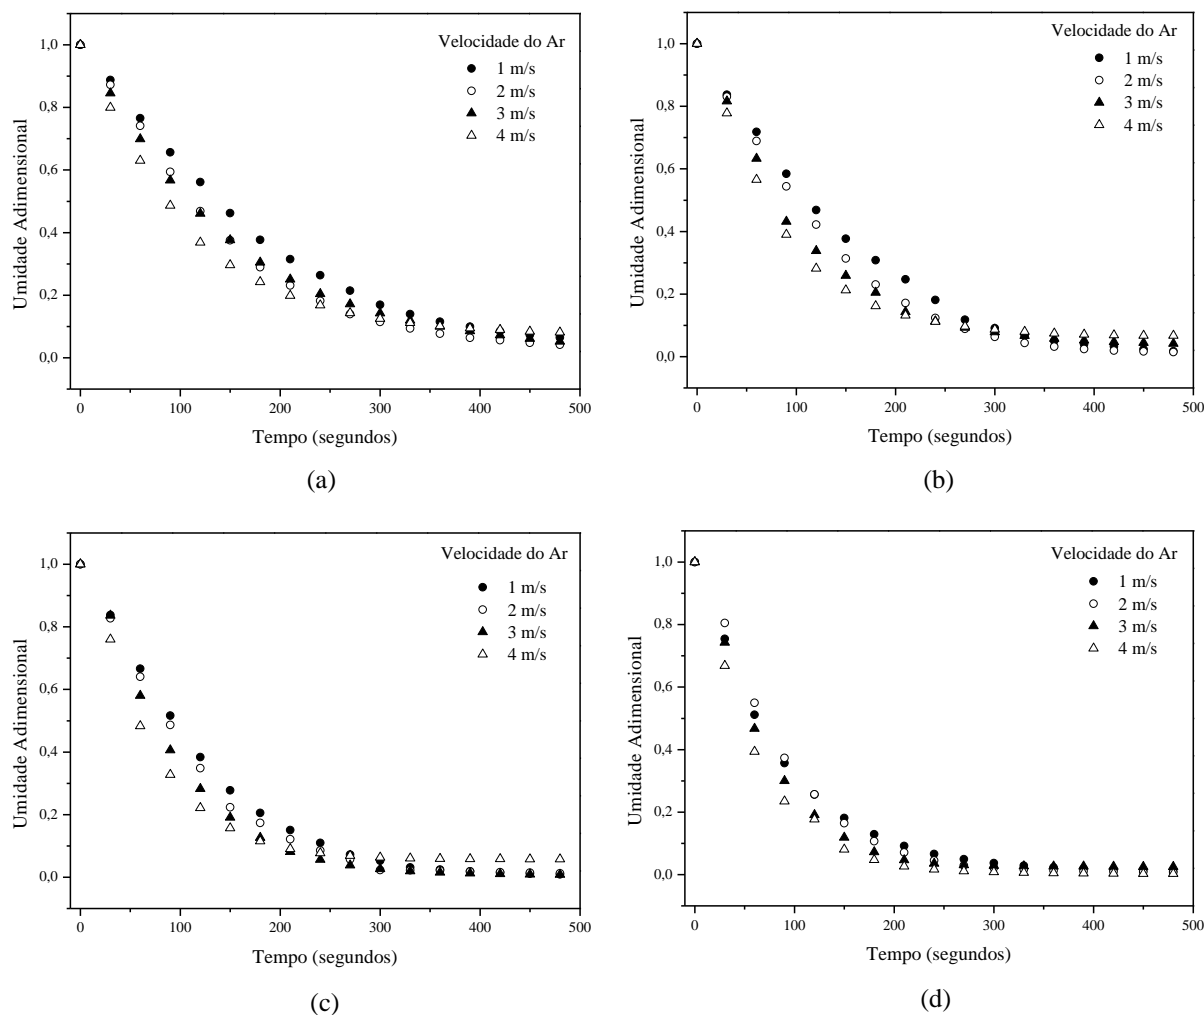 Velocidade do Ar
1 m/s
2 m/s
3 m/s
4 m/s
1,0
0,8
0,6
0,4
0,2
0,0
Umidade Adimensional
0
100
200
300
400
500
Tempo (segundos)
(a)
Velocidade do Ar
1 m/s
2 m/s
3 m/s
4 m/s
1,0
0,8
0,6
0,4
0,2
0,0
Umidade Adimensional
0
100
200
300
400
500
Tempo (segundos)
(b)
Velocidade do Ar
1 m/s
2 m/s
3 m/s
4 m/s
1,0
0,8
0,6
0,4
0,2
0,0
Umidade Adimensional
0
100
200
300
400
500
Tempo (segundos)
(c)
Velocidade do Ar
1 m/s
2 m/s
3 m/s
4 m/s
1,0
0,8
0,6
0,4
0,2
0,0
Umidade Adimensional
0
100
200
300
400
500
Tempo (segundos)
(d)